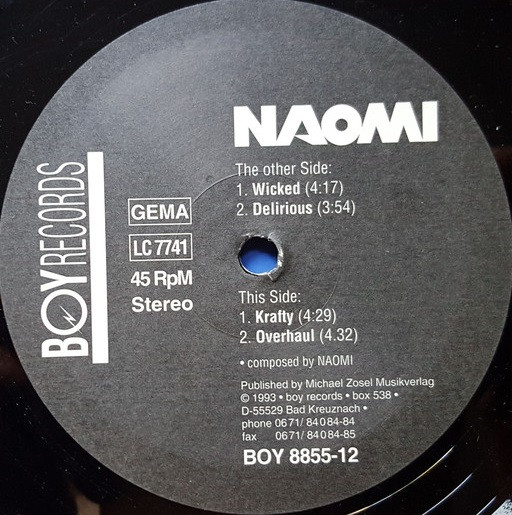 NAOMI
The other Side:
1. Wicked (4:17)
2. Delirious (3:54)
BOY RECORDS
GEMA
LC 7741
45 RpM
Stereo
This Side:
1. Krafty (4:29)
2. Overhaul (4.32)
• composed by NAOMI
Published by Michael Zosel Musikverlag
© 1993 • boy records • box 538 •
D-55529 Bad Kreuznach •
phone 0671/ 84084-84
fax 0671/ 84084-85
BOY 8855-12